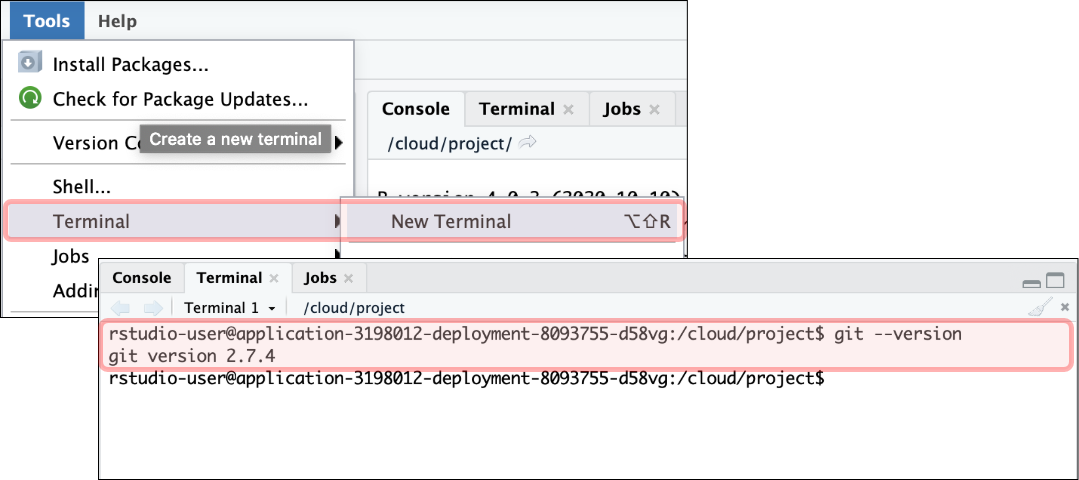 Tools Help
Install Packages...
Check for Package Updates...
Version
Create a new terminal
Shell...
Terminal
New Terminal ⌥⇧R
Jobs
Console Terminal × Jobs ×
/cloud/project/
R version 4.0.3 (2020-10-10)
Console Terminal × Jobs ×
Terminal 1 /cloud/project
rstudio-user@application-3198012-deployment-8093755-d58vg:/cloud/project$ git --version
git version 2.7.4
rstudio-user@application-3198012-deployment-8093755-d58vg:/cloud/project$